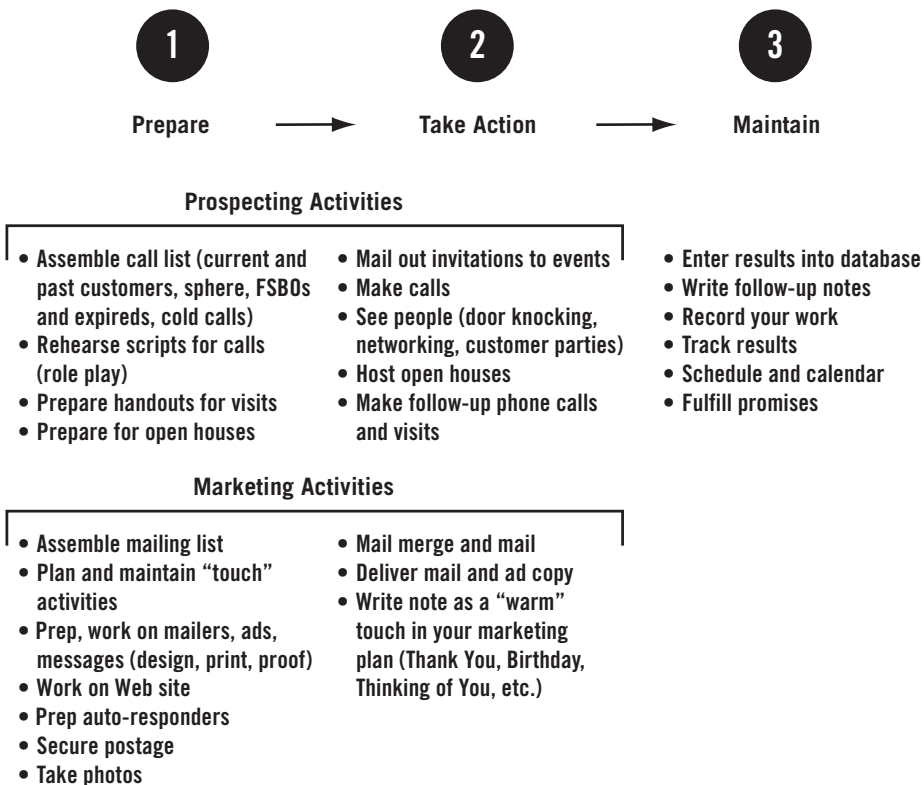 1
2
3
Prepare
Take Action
Maintain
Prospecting Activities
• Assemble call list (current and
past customers, sphere, FSBOs
and expireds, cold calls)
• Rehearse scripts for calls
(role play)
• Prepare handouts for visits
• Prepare for open houses
• Mail out invitations to events
• Make calls
• See people (door knocking,
networking, customer parties)
• Host open houses
• Make follow-up phone calls
and visits
• Enter results into database
• Write follow-up notes
• Record your work
• Track results
• Schedule and calendar
• Fulfill promises
Marketing Activities
• Assemble mailing list
• Plan and maintain “touch”
activities
• Prep, work on mailers, ads,
messages (design, print, proof)
• Work on Web site
• Prep auto-responders
• Secure postage
• Take photos
• Mail merge and mail
• Deliver mail and ad copy
• Write note as a “warm”
touch in your marketing
plan (Thank You, Birthday,
Thinking of You, etc.)